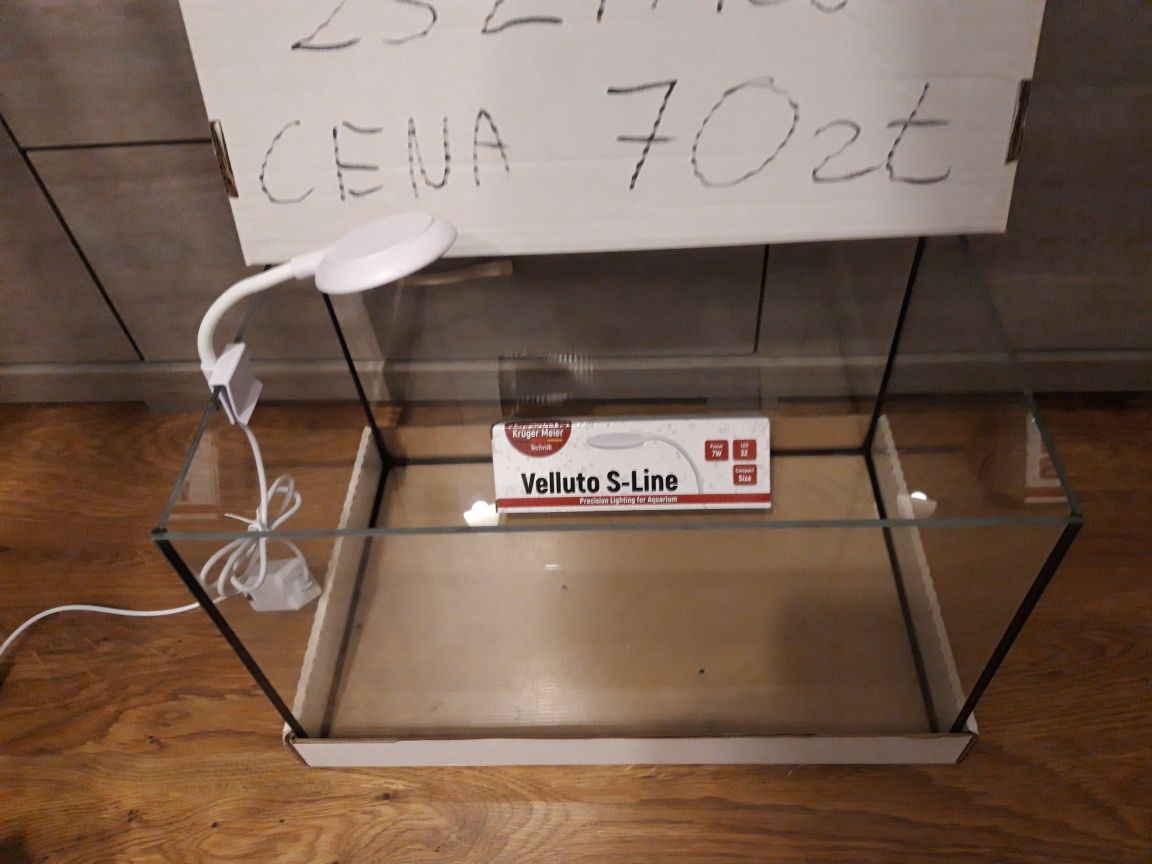 CENA 70zł
Krüger Meier
Technik
Power
7W
LED
32
Compact
Size
Velluto S-Line
Precision Lighting for Aquarium